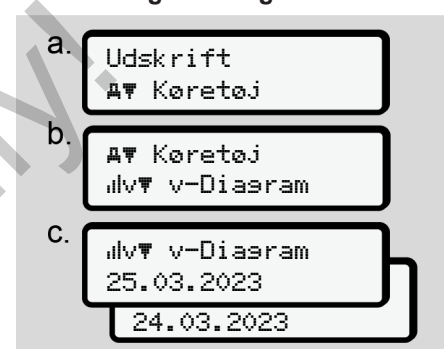 a.
Udskrift
Køretøj
b.
Køretøj
v v-Diagram
c.
v v-Diagram
25.03.2023
24.03.2023